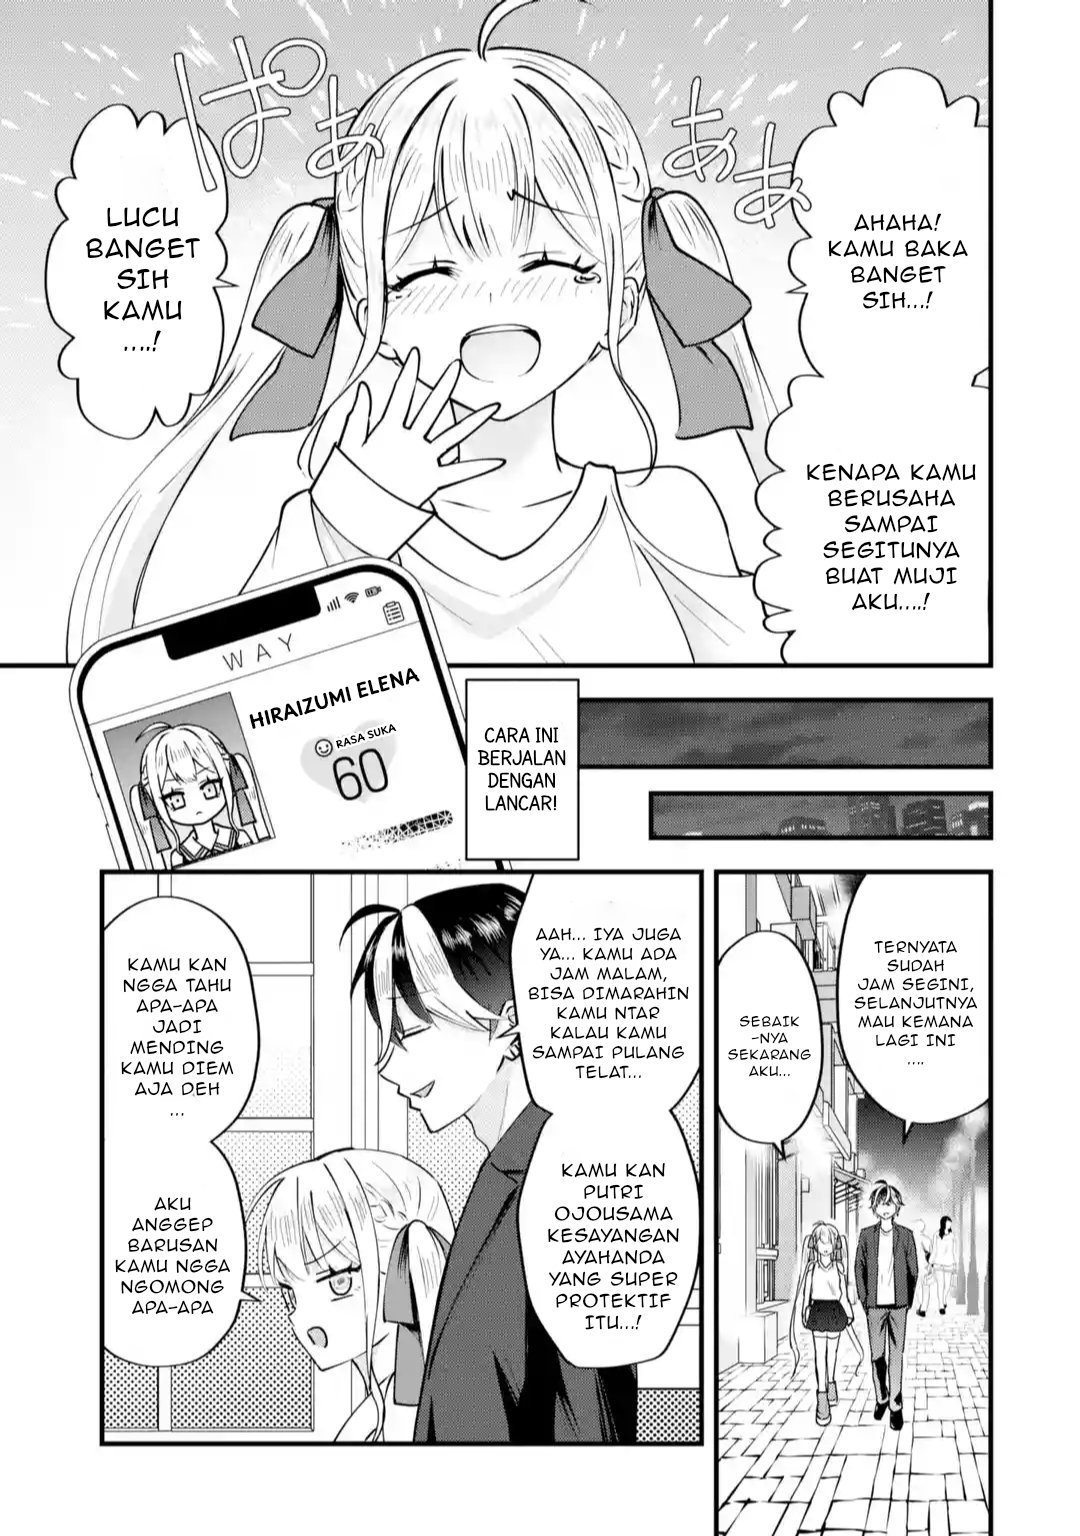 ぱぁぁぁ
AHAHA!
KAMU BAKA
BANGET
SIH...!
KENAPA KAMU
BERUSAHA
SAMPAI
SEGITUNYA
BUAT MUJI
AKU....!
LUCU
BANGET
SIH
KAMU
....!
WAY
HIRAIZUMI ELENA
RASA SUKA
60
CARA INI
BERJALAN
DENGAN
LANCAR!
TERNYATA
SUDAH
JAM SEGINI,
SELANJUTNYA
MAU KEMANA
LAGI INI
....
SEBAIK
-NYA
SEKARANG
AKU...
AAH... IYA JUGA
YA... KAMU ADA
JAM MALAM,
BISA DIMARAHIN
KAMU NTAR
KALAU KAMU
SAMPAI PULANG
TELAT...
KAMU KAN
PUTRI
OJOUSAMA
KESAYANGAN
AYAHANDA
YANG SUPER
PROTEKTIF
ITU...!
KAMU KAN
NGGA TAHU
APA-APA
JADI
MENDING
KAMU DIEM
AJA DEH
...
AKU
ANGGEP
BARUSAN
KAMU NGGA
NGOMONG
APA-APA